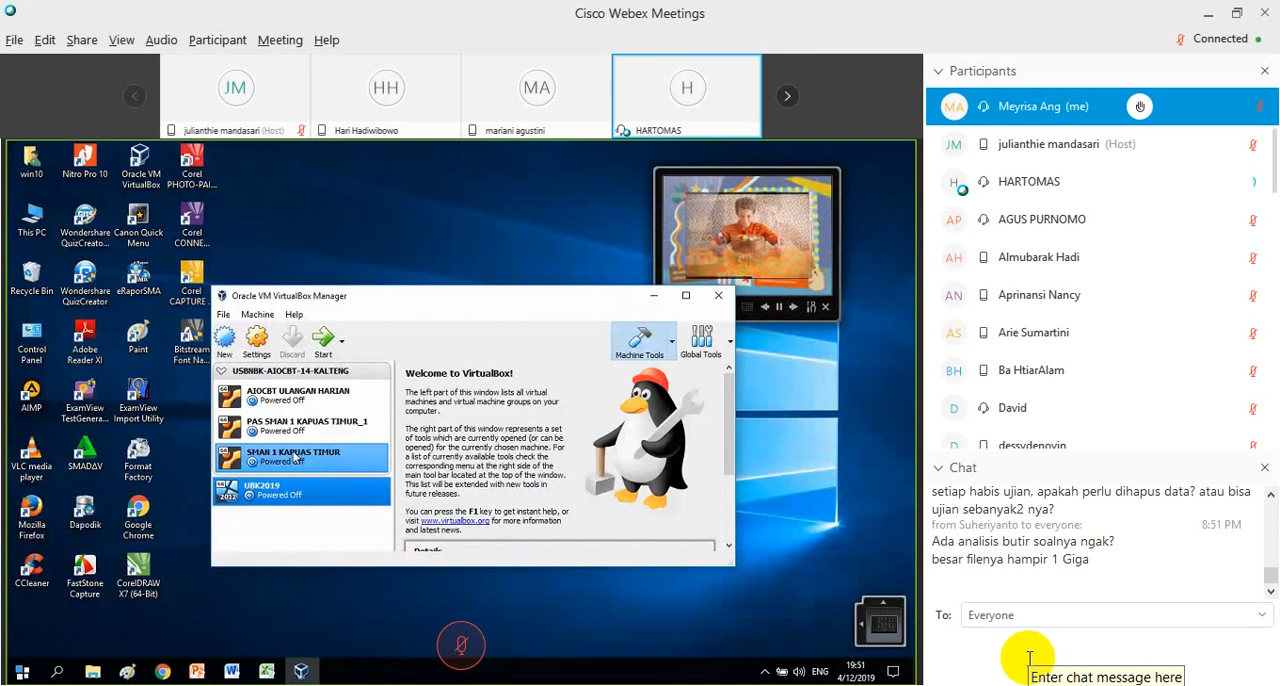 Cisco Webex Meetings
File Edit Share View Audio Participant Meeting Help
Connected
JM
HH
MA
H
julianthie mandasari (Host)
Hari Hadiwibowo
mariani agustini
HARTOMAS
Participants
MA Meyrisa Ang (me)
JM julianthie mandasari (Host)
H HARTOMAS
AP AGUS PURNOMO
AH Almubarak Hadi
AN Aprinansi Nancy
AS Arie Sumartini
BH Ba HtiarAlam
D David
D dessydenovin
Chat
setiap habis ujian, apakah perlu dihapus data? atau bisa
ujian sebanyak2 nya?
from Suheriyanto to everyone: 8:51 PM
Ada analisis butir soalnya ngak?
besar filenya hampir 1 Giga
To: Everyone
Enter chat message here
win10
Nitro Pro 10
Oracle VM
VirtualBox
Corel
PHOTO-PAI...
This PC
Wondershare
QuizCreato...
Canon Quick
Menu
Corel
CONNE...
Recycle Bin
Wondershare
QuizCreator
eRaporSMA
Corel
CAPTURE ...
Control
Panel
Adobe
Reader XI
Paint
Bitstream
Font Na...
AIMP
ExamView
TestGenera...
ExamView
Import Utility
VLC media
player
SMADAV
Format
Factory
Mozilla
Firefox
Dapodik
Google
Chrome
CCleaner
FastStone
Capture
CorelDRAW
X7 (64-Bit)
Oracle VM VirtualBox Manager
File Machine Help
New Settings Discard Start
Machine Tools
Global Tools
USBNBK-AIOCBT-14-KALTENG
AIOCBT ULANGAN HARIAN
Powered Off
PAS SMAN 1 KAPUAS TIMUR_1
Powered Off
SMAN 1 KAPUAS TIMUR
Powered Off
UBK2019
Powered Off
Welcome to VirtualBox!
The left part of this window lists all virtual
machines and virtual machine groups on your
computer.
The right part of this window represents a set
of tools which are currently opened (or can be
opened) for the currently chosen machine. For
a list of currently available tools check the
corresponding menu at the right side of the
main tool bar located at the top of the window.
This list will be extended with new tools in
future releases.
You can press the F1 key to get instant help, or
visit www.virtualbox.org for more information
and latest news.
Details
ENG
19:51
4/12/2019